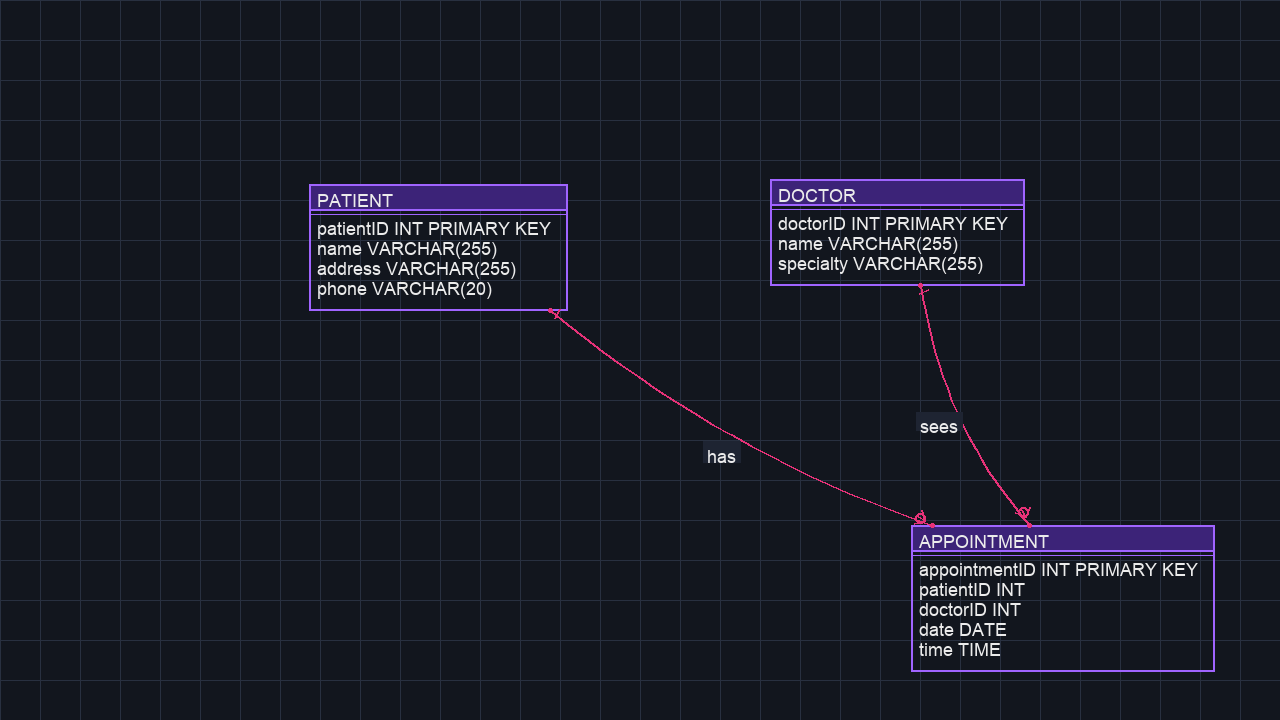 PATIENT
patientID INT PRIMARY KEY
name VARCHAR(255)
address VARCHAR(255)
phone VARCHAR(20)
DOCTOR
doctorID INT PRIMARY KEY
name VARCHAR(255)
specialty VARCHAR(255)
sees
has
APPOINTMENT
appointmentID INT PRIMARY KEY
patientID INT
doctorID INT
date DATE
time TIME